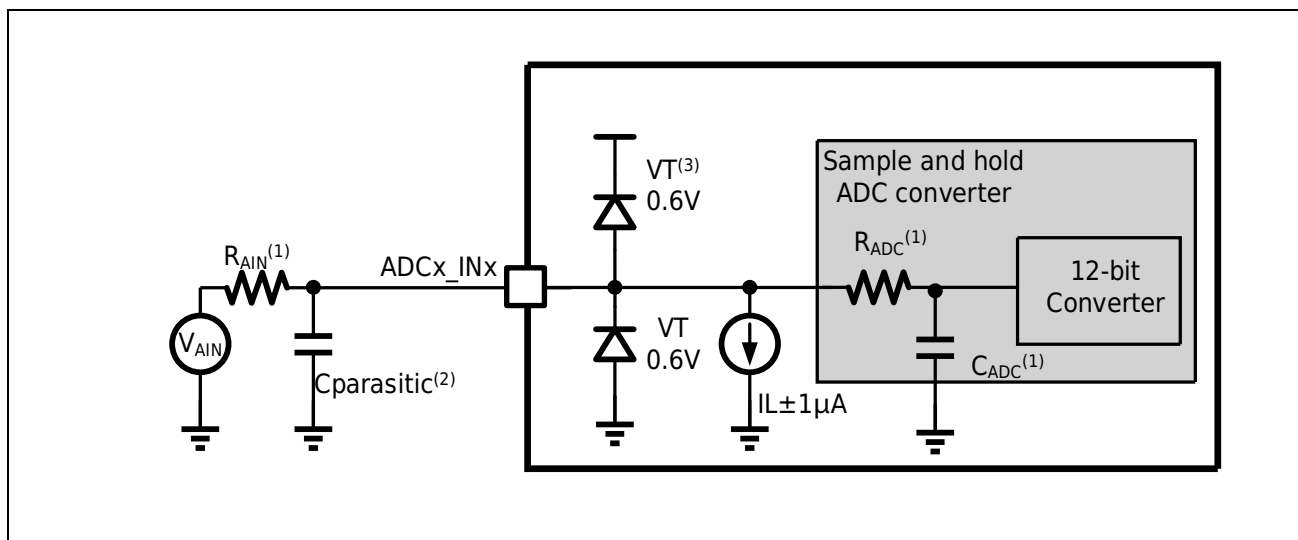 Sample and hold
ADC converter
VT(3)
0.6V
RAIN(1)
ADCx_INx
RADC(1)
12-bit
Converter
VAIN
VT
0.6V
Cparasitic(2)
IL±1µA
CADC(1)